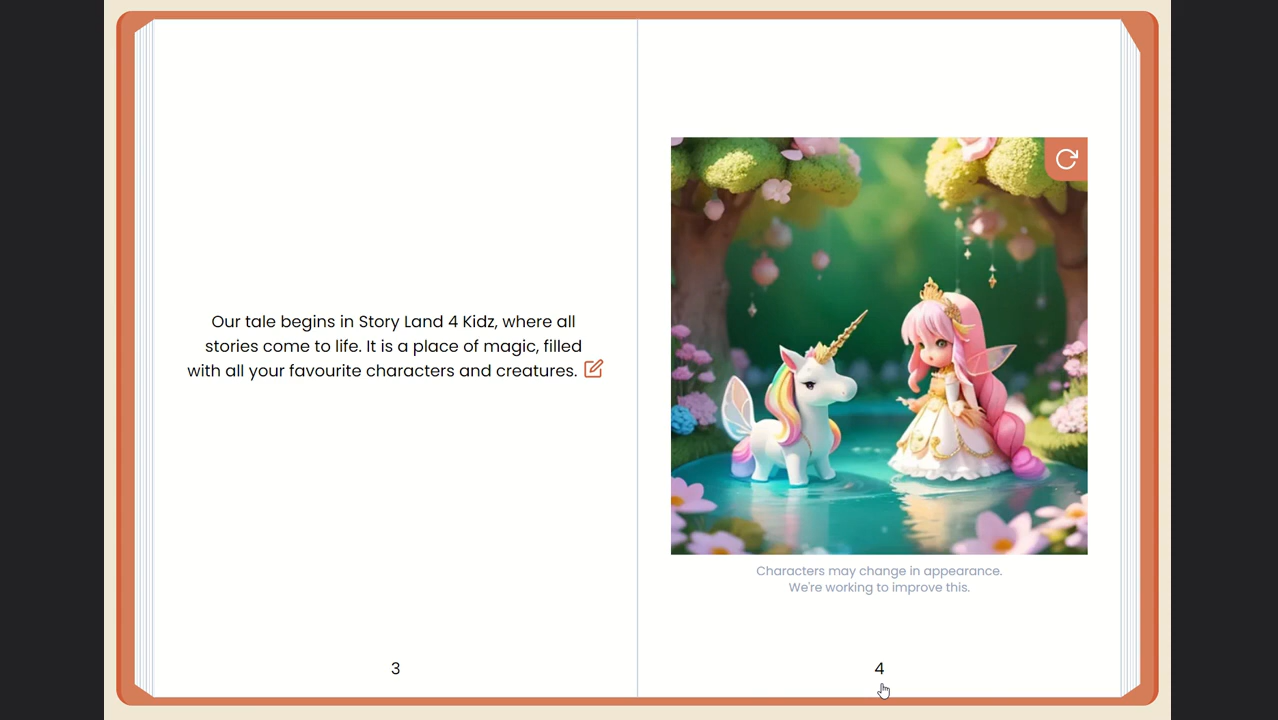 Our tale begins in Story Land 4 Kidz, where all
stories come to life. It is a place of magic, filled
with all your favourite characters and creatures.
3
Characters may change in appearance.
We're working to improve this.
4